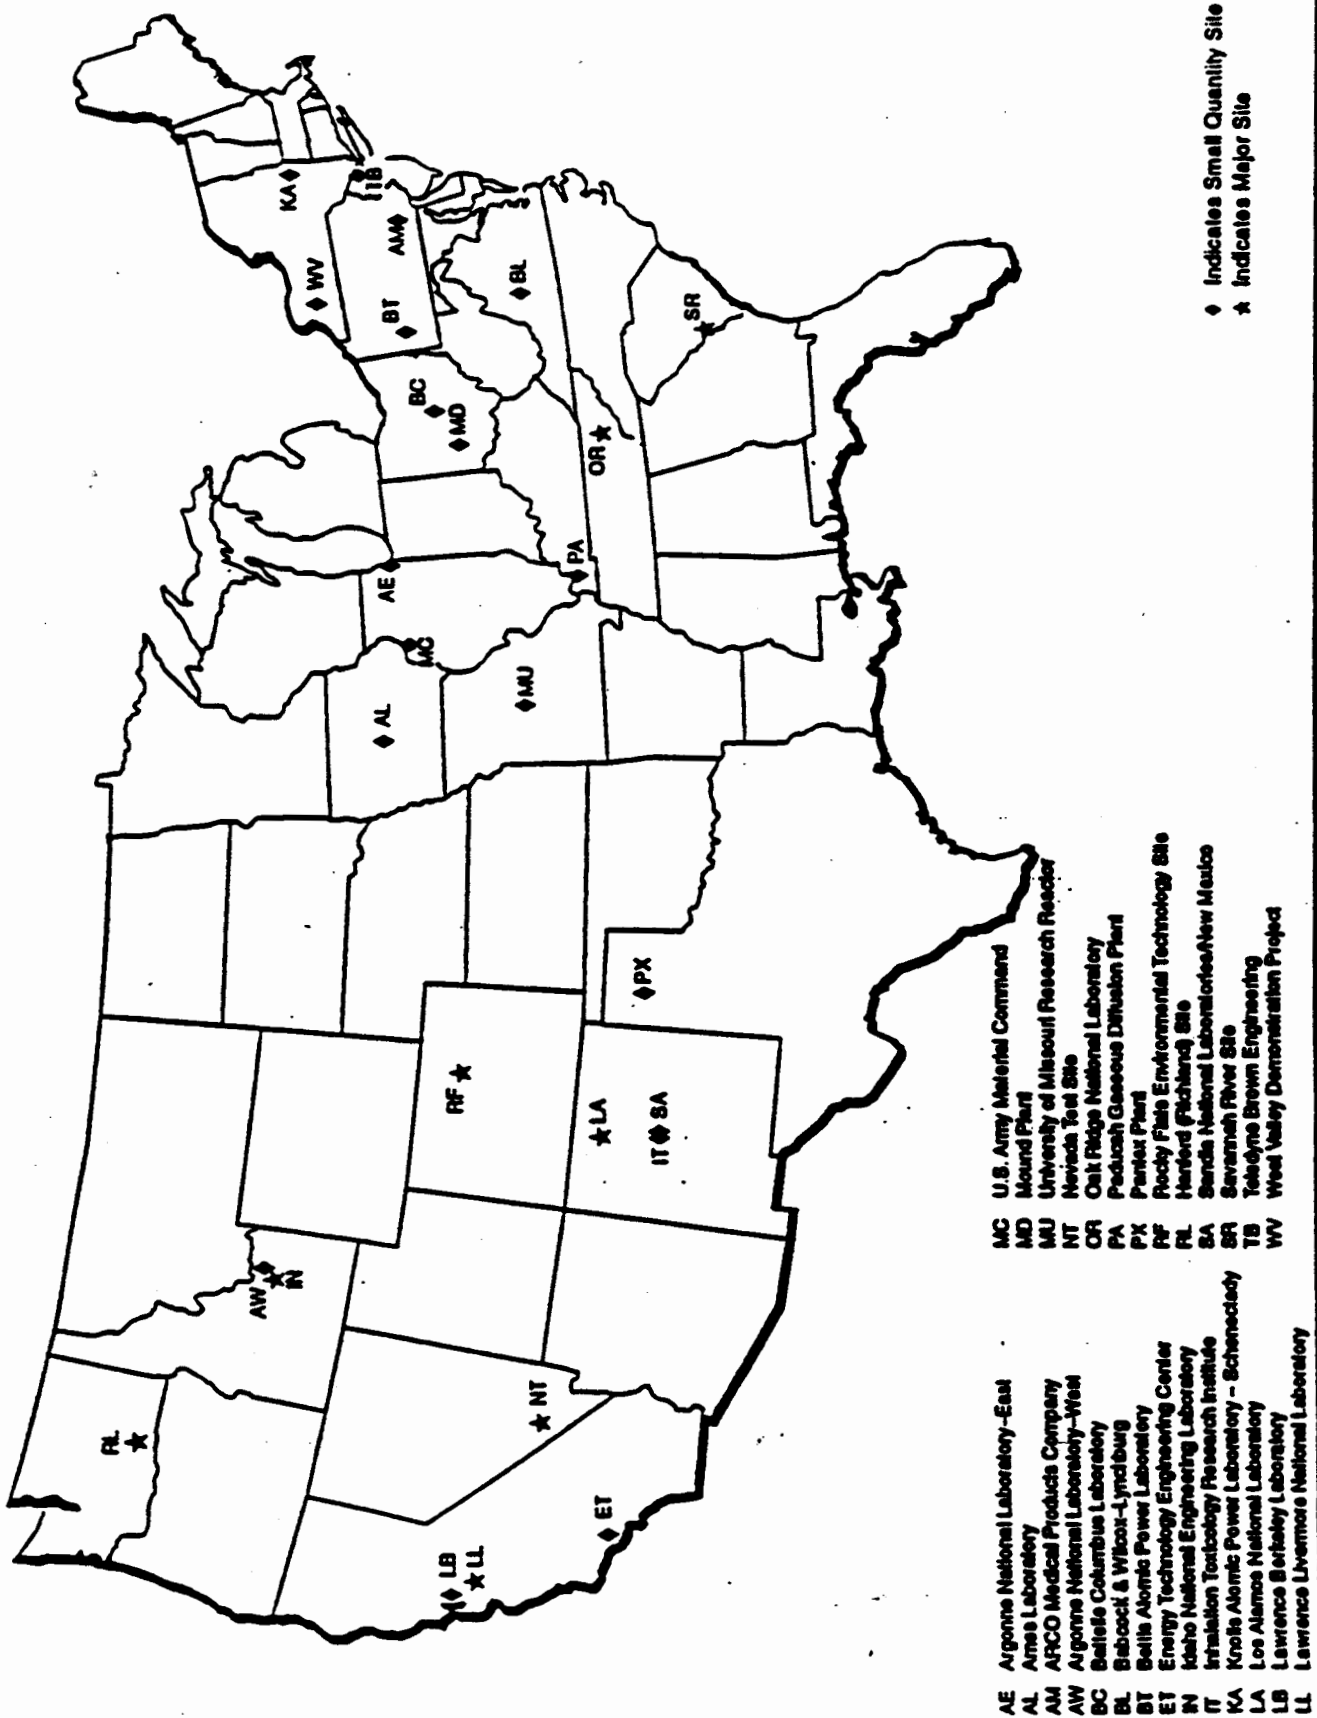 KA
TB
WV
AM
BT
BL
BC
MD
SR
OR
AE
PA
MC
AL
MU
PX
RF
LA
IT SA
AW
IN
RL
NT
ET
LB
LL
♦ Indicates Small Quantity Site
★ Indicates Major Site
AE Argonne National Laboratory–East
AL Ames Laboratory
AM ARCO Medical Products Company
AW Argonne National Laboratory–West
BC Battelle Columbus Laboratory
BL Babcock & Wilcox–Lynchburg
BT Bettis Atomic Power Laboratory
ET Energy Technology Engineering Center
IN Idaho National Engineering Laboratory
IT Inhalation Toxicology Research Institute
KA Knolls Atomic Power Laboratory – Schenectady
LA Los Alamos National Laboratory
LB Lawrence Berkeley Laboratory
LL Lawrence Livermore National Laboratory
MC U.S. Army Material Command
MD Mound Plant
MU University of Missouri Research Reactor
NT Nevada Test Site
OR Oak Ridge National Laboratory
PA Paducah Gaseous Diffusion Plant
PX Pantex Plant
RF Rocky Flats Environmental Technology Site
RL Hanford (Richland) Site
SA Sandia National Laboratories/New Mexico
SR Savannah River Site
TB Teledyne Brown Engineering
WV West Valley Demonstration Project